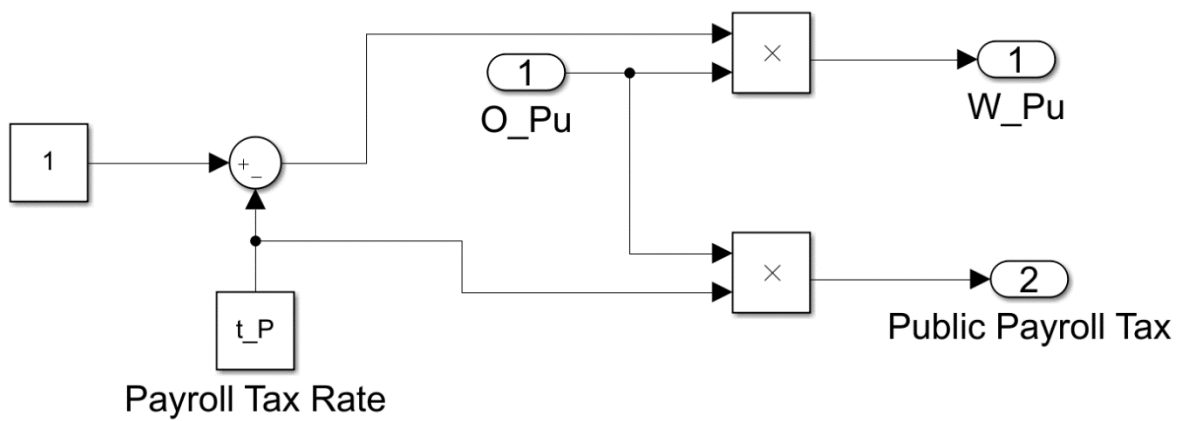 1
O_Pu
×
1
W_Pu
1
+
−
t_P
Payroll Tax Rate
×
2
Public Payroll Tax